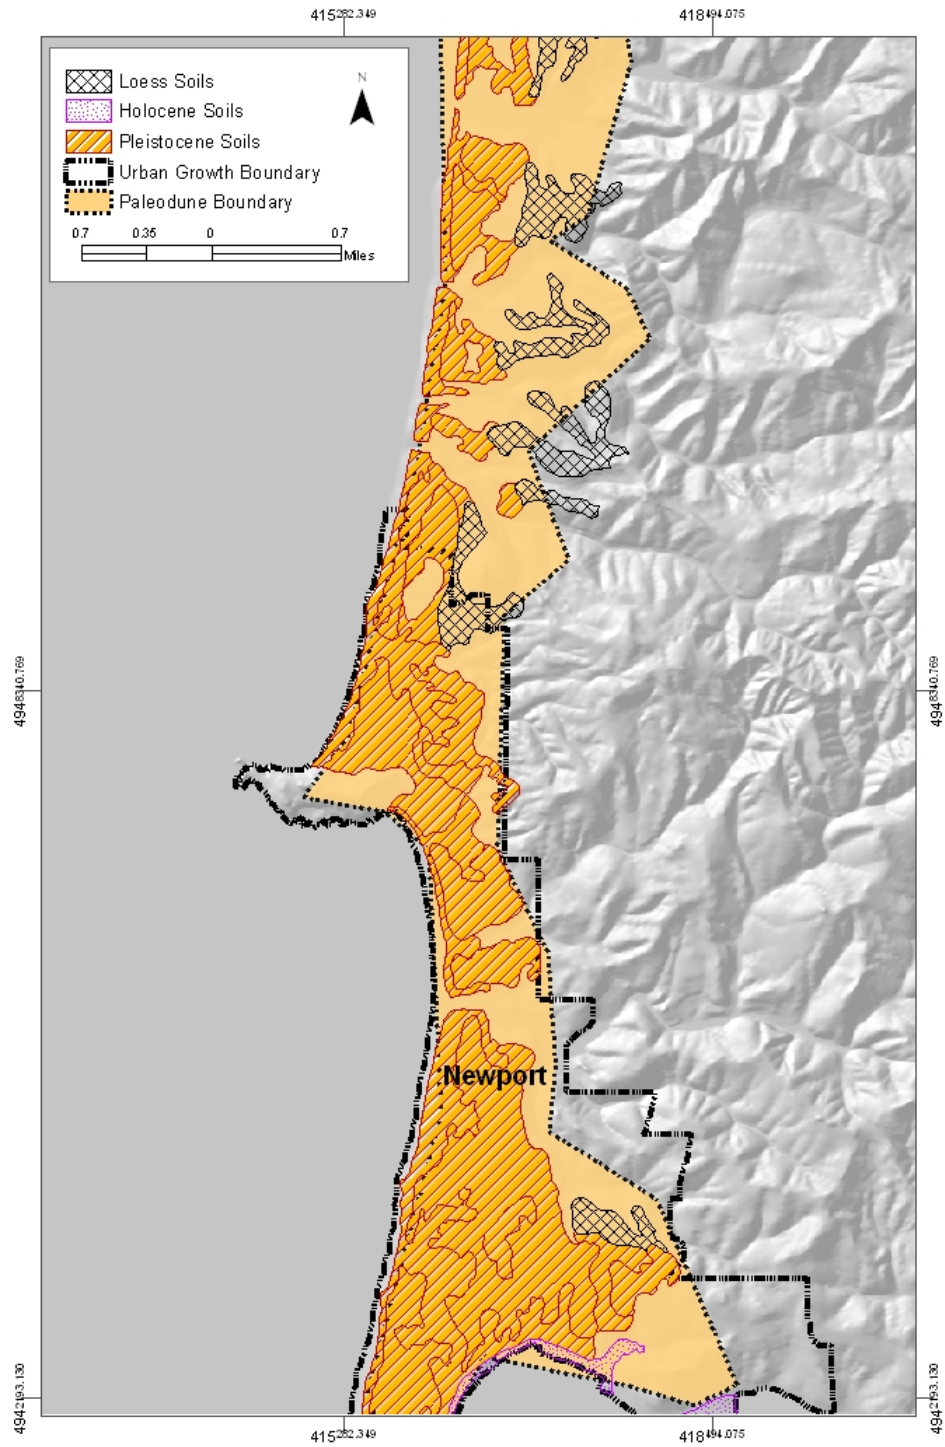 415282.349 418494.075
N
Loess Soils
Holocene Soils
Pleistocene Soils
Urban Growth Boundary
Paleodune Boundary
0.7 0.35 0 0.7
Miles
4948340.769 4948340.769
Newport
4942193.130 4942193.130
415282.349 418494.075